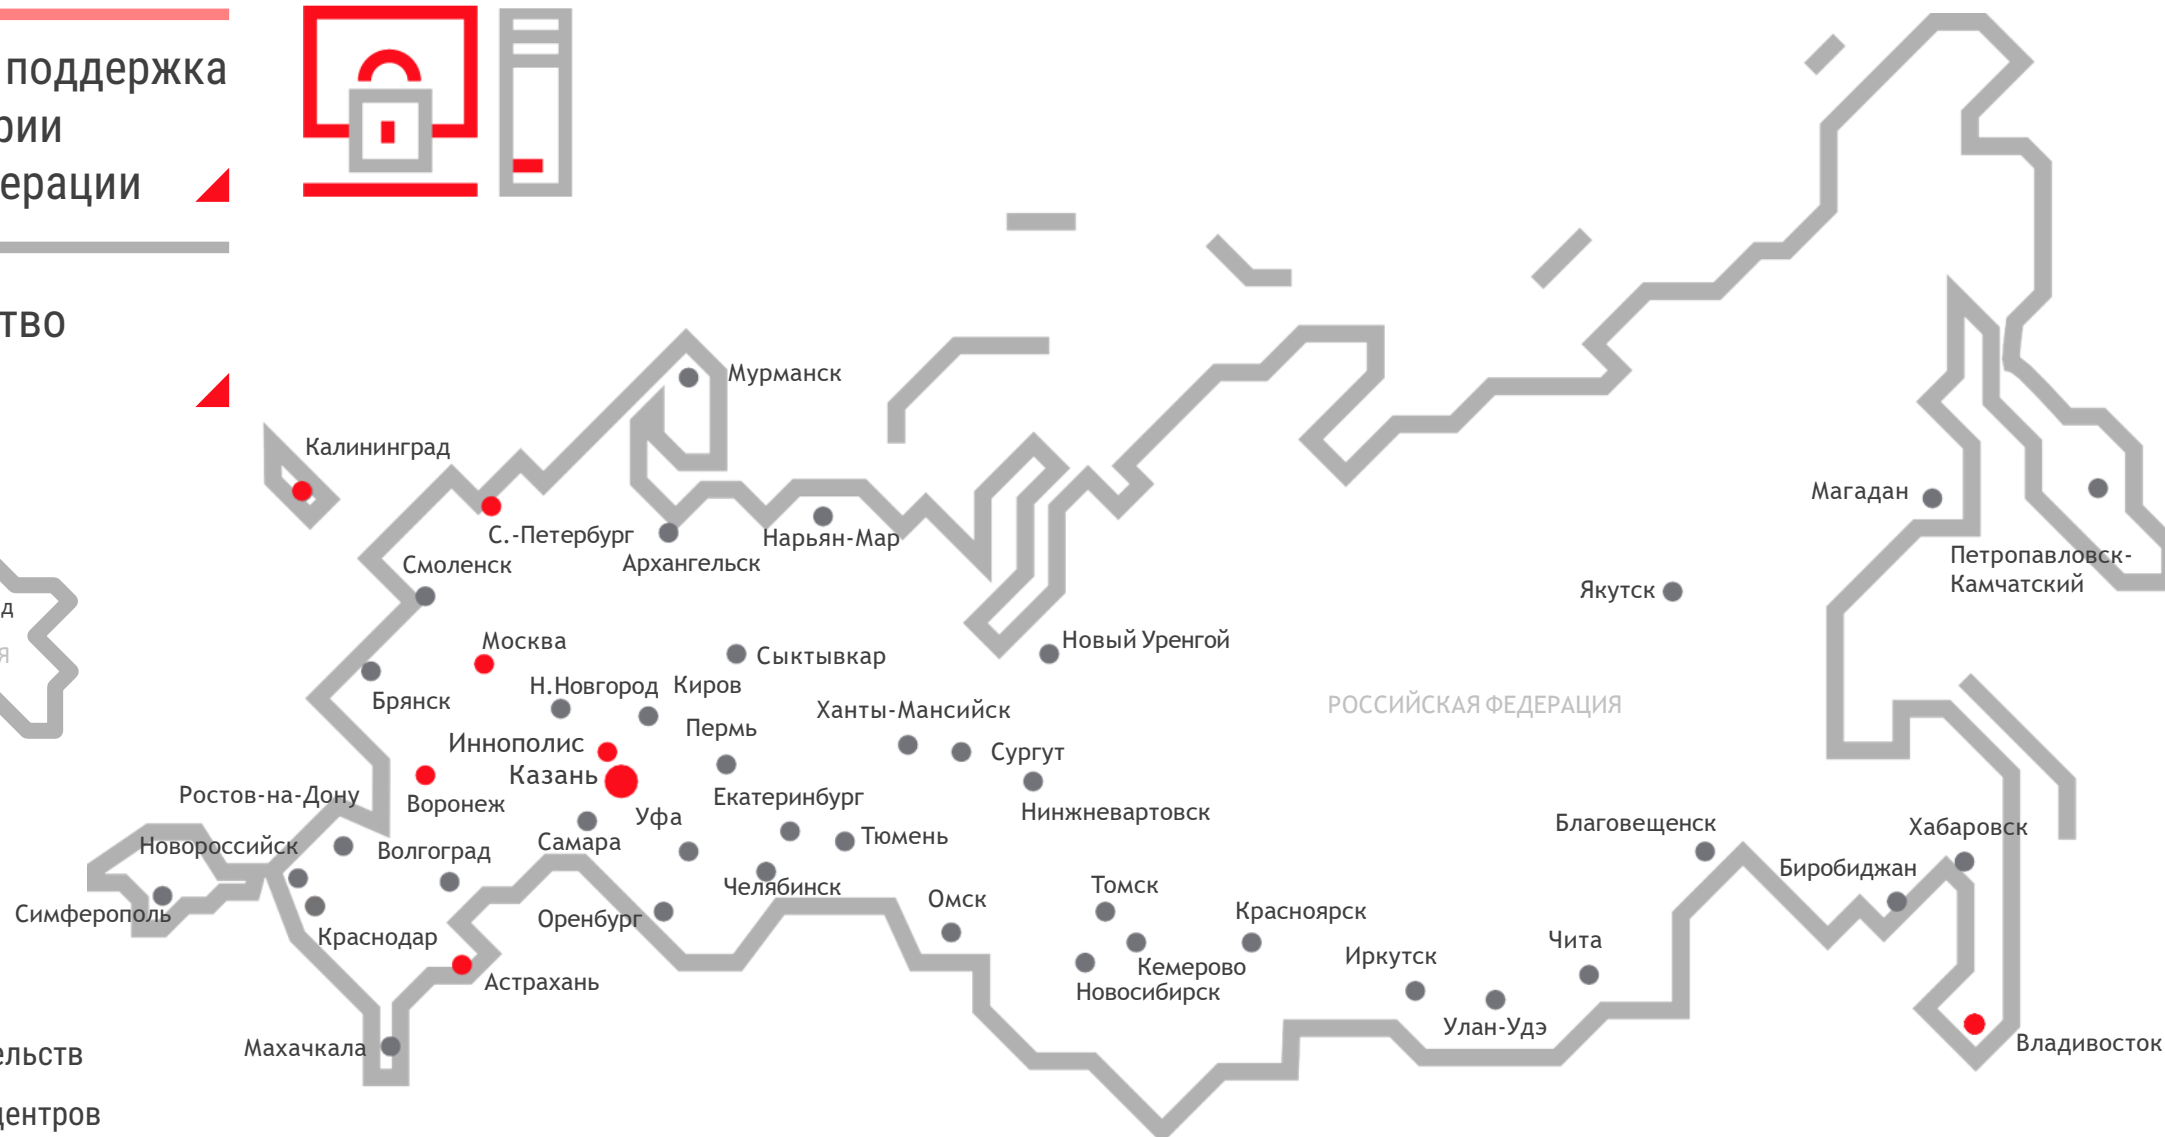 поддержка
рии
ерации
тво
Мурманск
Калининград
С.-Петербург
Архангельск
Нарьян-Мар
Смоленск
Магадан
Петропавловск-
Камчатский
Якутск
д
я
Москва
Сыктывкар
Новый Уренгой
Брянск
Н.Новгород
Киров
Ханты-Мансийск
РОССИЙСКАЯ ФЕДЕРАЦИЯ
Пермь
Иннополис
Сургут
Казань
Ростов-на-Дону
Воронеж
Екатеринбург
Уфа
Нинжневартовск
Благовещенск
Хабаровск
Новороссийск
Волгоград
Самара
Тюмень
Биробиджан
Челябинск
Томск
Омск
Симферополь
Оренбург
Красноярск
Краснодар
Чита
Иркутск
Кемерово
Астрахань
Новосибирск
Улан-Удэ
Махачкала
Владивосток
ельств
центров